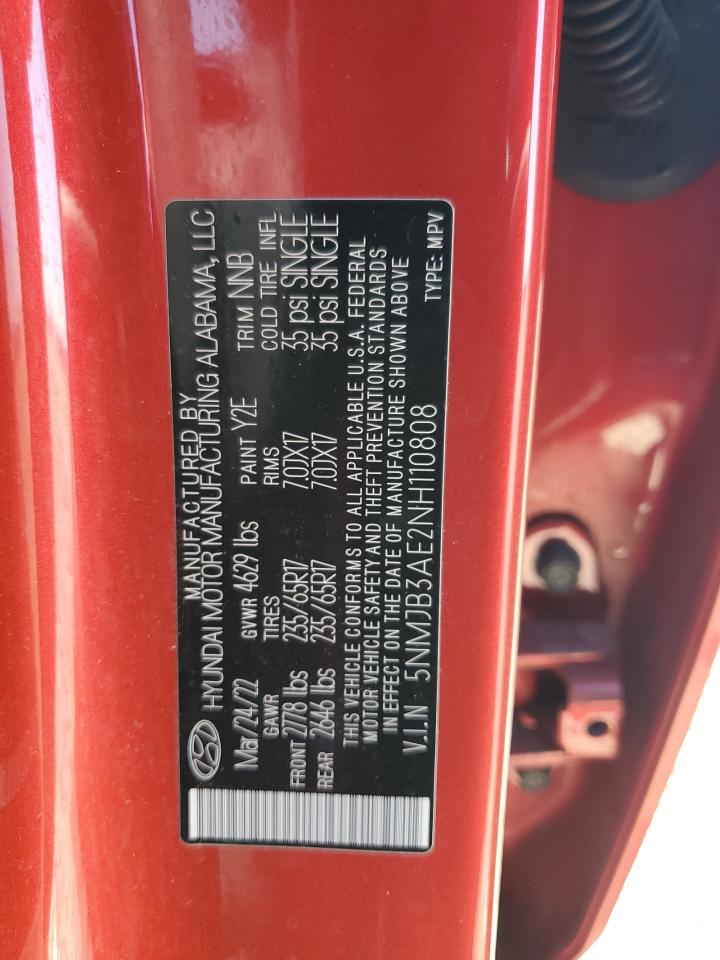 MANUFACTURED BY
HYUNDAI MOTOR MANUFACTURING ALABAMA, LLC
Mar/24/22 GVWR 4629 lbs PAINT Y2E TRIM NNB
GAWR TIRES RIMS COLD TIRE INFL
FRONT 2778 lbs 235/65R17 7.0JX17 35 psi SINGLE
REAR 2646 lbs 235/65R17 7.0JX17 35 psi SINGLE
THIS VEHICLE CONFORMS TO ALL APPLICABLE U.S.A. FEDERAL
MOTOR VEHICLE SAFETY AND THEFT PREVENTION STANDARDS
IN EFFECT ON THE DATE OF MANUFACTURE SHOWN ABOVE
V.I.N 5NMJB3AE2NH110808 TYPE: MPV